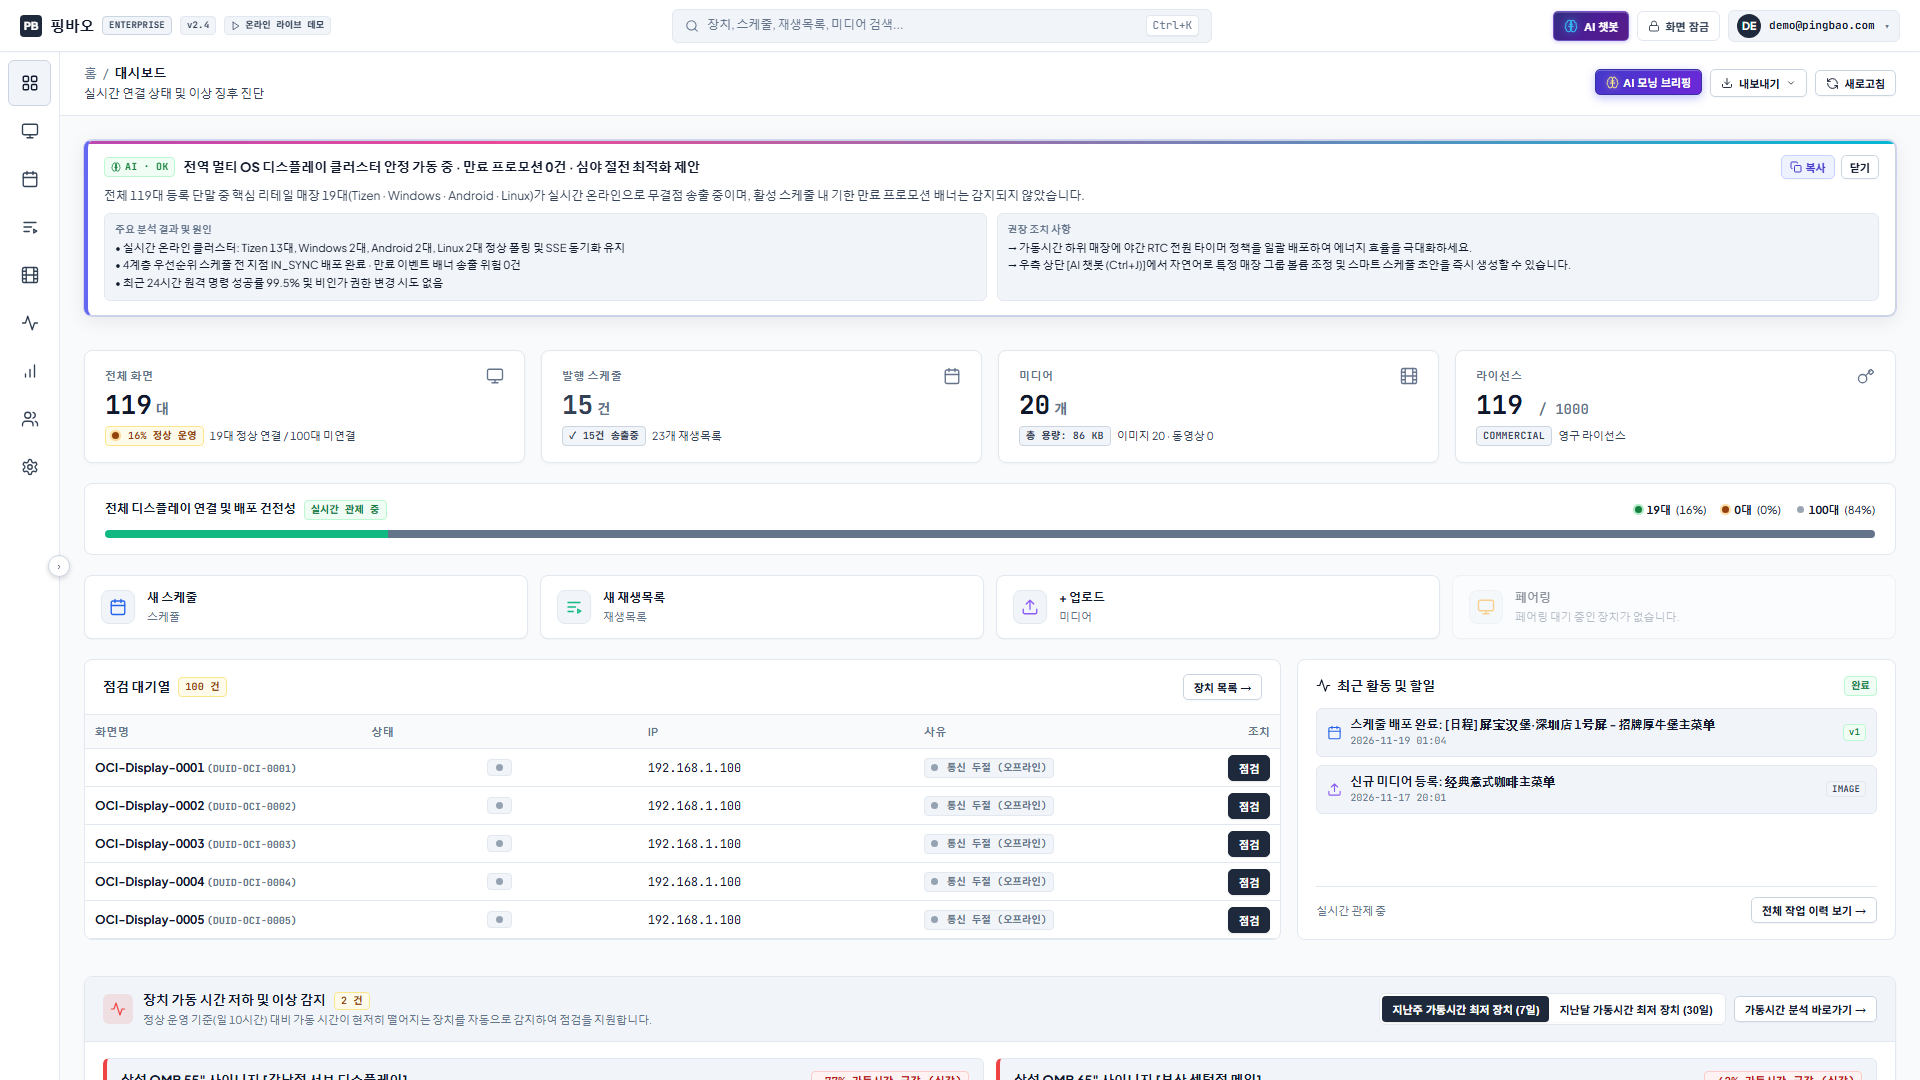 PB 핑바오 ENTERPRISE v2.4 ▷ 온라인 라이브 데모
장치, 스케줄, 재생목록, 미디어 검색... Ctrl+K
AI 챗봇 화면 잠금 DE demo@pingbao.com
홈 / 대시보드
실시간 연결 상태 및 이상 징후 진단
AI 모닝 브리핑 내보내기 새로고침
AI · OK 전역 멀티 OS 디스플레이 클러스터 안정 가동 중 · 만료 프로모션 0건 · 심야 절전 최적화 제안
복사 닫기
전체 119대 등록 단말 중 핵심 리테일 매장 19대(Tizen · Windows · Android · Linux)가 실시간 온라인으로 무결점 송출 중이며, 활성 스케줄 내 기한 만료 프로모션 배너는 감지되지 않았습니다.
주요 분석 결과 및 원인
• 실시간 온라인 클러스터: Tizen 13대, Windows 2대, Android 2대, Linux 2대 정상 폴링 및 SSE 동기화 유지
• 4계층 우선순위 스케줄 전 지점 IN_SYNC 배포 완료 · 만료 이벤트 배너 송출 위험 0건
• 최근 24시간 원격 명령 성공률 99.5% 및 비인가 권한 변경 시도 없음
권장 조치 사항
→ 가동시간 하위 매장에 야간 RTC 전원 타이머 정책을 일괄 배포하여 에너지 효율을 극대화하세요.
→ 우측 상단 [AI 챗봇 (Ctrl+J)]에서 자연어로 특정 매장 그룹 볼륨 조정 및 스마트 스케줄 초안을 즉시 생성할 수 있습니다.
전체 화면
119 대
16% 정상 운영 19대 정상 연결 / 100대 미연결
발행 스케줄
15 건
✓ 15건 송출중 23개 재생목록
미디어
20 개
총 용량: 86 KB 이미지 20 · 동영상 0
라이선스
119 / 1000
COMMERCIAL 영구 라이선스
전체 디스플레이 연결 및 배포 건전성 실시간 관제 중
19대 (16%) 0대 (0%) 100대 (84%)
새 스케줄
스케줄
새 재생목록
재생목록
+ 업로드
미디어
페어링
페어링 대기 중인 장치가 없습니다.
점검 대기열 100 건 장치 목록 →
화면명 상태 IP 사유 조치
OCI-Display-0001 (DUID-OCI-0001) 192.168.1.100 통신 두절 (오프라인) 점검
OCI-Display-0002 (DUID-OCI-0002) 192.168.1.100 통신 두절 (오프라인) 점검
OCI-Display-0003 (DUID-OCI-0003) 192.168.1.100 통신 두절 (오프라인) 점검
OCI-Display-0004 (DUID-OCI-0004) 192.168.1.100 통신 두절 (오프라인) 점검
OCI-Display-0005 (DUID-OCI-0005) 192.168.1.100 통신 두절 (오프라인) 점검
최근 활동 및 할일 완료
스케줄 배포 완료: [日程] 屏宝汉堡·深圳店 1号屏 - 招牌厚牛堡主菜单
2026-11-19 01:04 v1
신규 미디어 등록: 经典意式咖啡主菜单
2026-11-17 20:01 IMAGE
실시간 관제 중 전체 작업 이력 보기 →
장치 가동 시간 저하 및 이상 감지 2 건
정상 운영 기준(일 10시간) 대비 가동 시간이 현저히 떨어지는 장치를 자동으로 감지하여 점검을 지원합니다.
지난주 가동시간 최저 장치 (7일) 지난달 가동시간 최저 장치 (30일) 가동시간 분석 바로가기 →